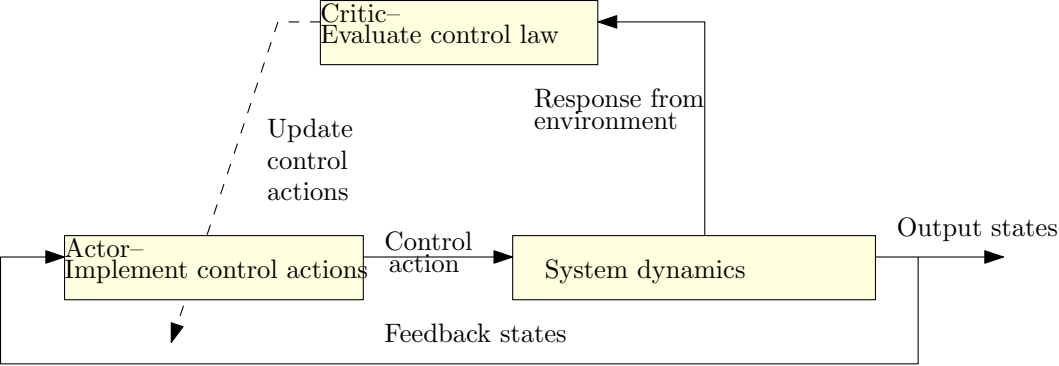 Critic–
Evaluate control law
Response from
environment
Update
control
actions
Actor–
Implement control actions
Control
action
System dynamics
Output states
Feedback states